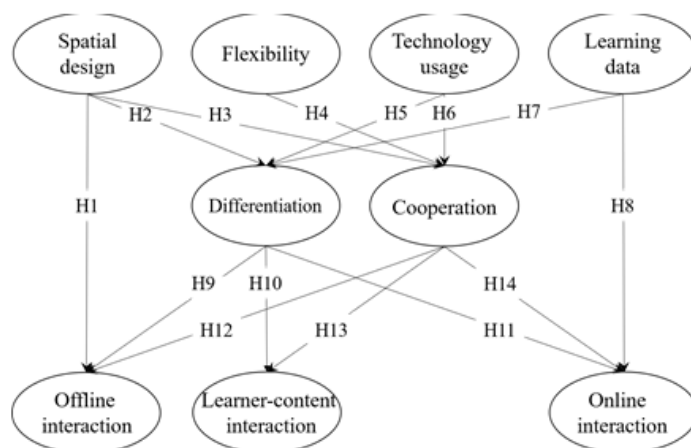 Spatial
design
Flexibility
Technology
usage
Learning
data
H2
H3
H4
H5
H6
H7
H1
Differentiation
Cooperation
H8
H9
H10
H14
H12
H13
H11
Offline
interaction
Learner-content
interaction
Online
interaction